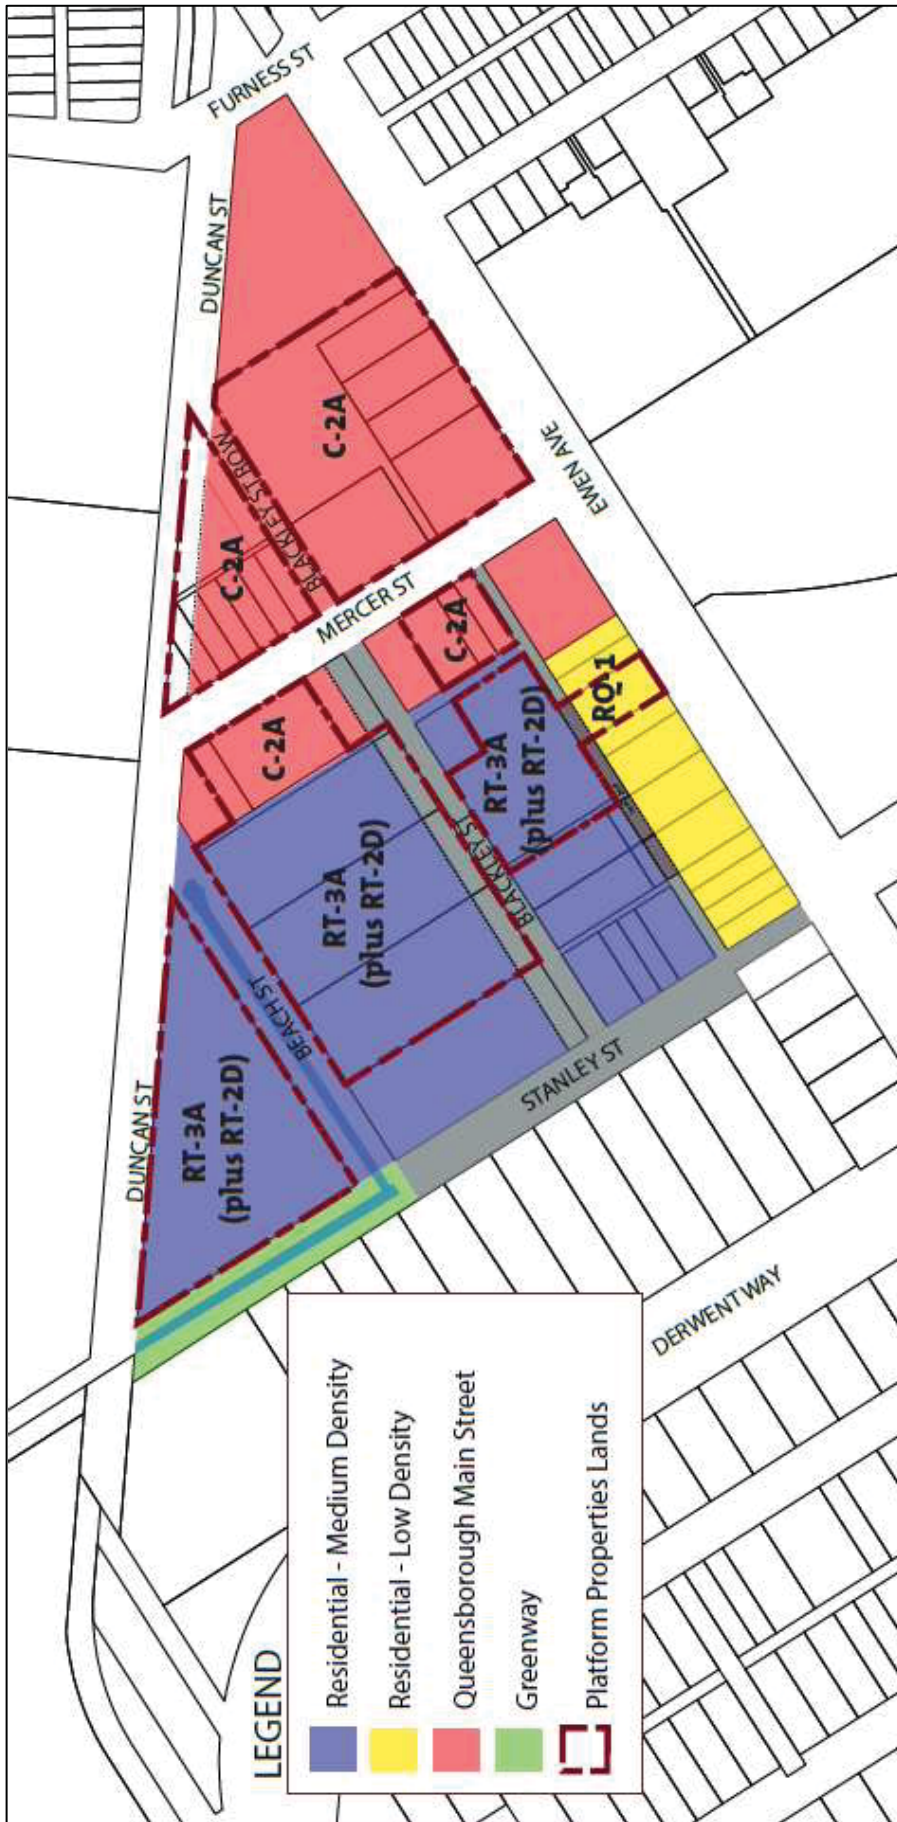 FURNESS ST
DUNCAN ST
C-2A
BLACKLEY ST ROW
C-2A
EWEN AVE
MERCER ST
C-2A
C-2A
RQ-1
RT-3A
(plus RT-2D)
RT-3A
(plus RT-2D)
BLACKLEY ST
BEACH ST
DUNCAN ST
RT-3A
(plus RT-2D)
STANLEY ST
DERWENT WAY
LEGEND
Residential - Medium Density
Residential - Low Density
Queensborough Main Street
Greenway
Platform Properties Lands